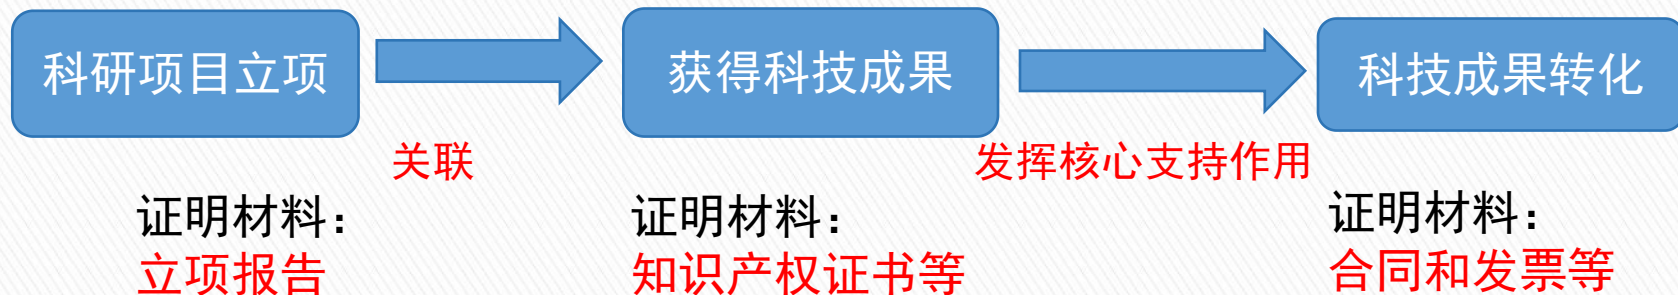 科研项目立项
获得科技成果
科技成果转化
关联
发挥核心支持作用
证明材料：
立项报告
证明材料：
知识产权证书等
证明材料：
合同和发票等